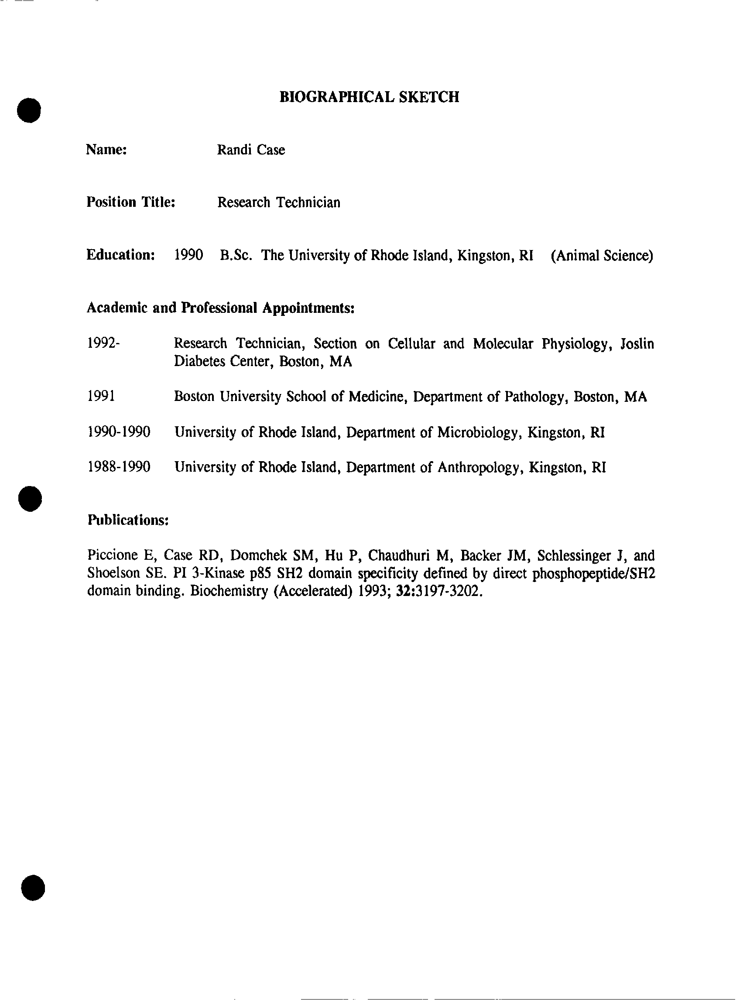 BIOGRAPHICAL SKETCH
Name: Randi Case
Position Title: Research Technician
Education: 1990 B.Sc. The University of Rhode Island, Kingston, RI (Animal Science)
Academic and Professional Appointments:
1992- Research Technician, Section on Cellular and Molecular Physiology, Joslin
Diabetes Center, Boston, MA
1991 Boston University School of Medicine, Department of Pathology, Boston, MA
1990-1990 University of Rhode Island, Department of Microbiology, Kingston, RI
1988-1990 University of Rhode Island, Department of Anthropology, Kingston, RI
Publications:
Piccione E, Case RD, Domchek SM, Hu P, Chaudhuri M, Backer JM, Schlessinger J, and
Shoelson SE. PI 3-Kinase p85 SH2 domain specificity defined by direct phosphopeptide/SH2
domain binding. Biochemistry (Accelerated) 1993; 32:3197-3202.